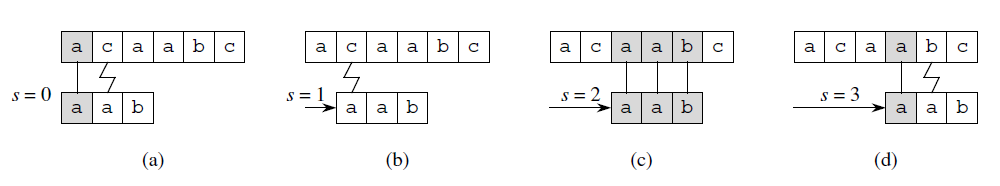 a c a a b c
s = 0
a a b
(a)
a c a a b c
s = 1
a a b
(b)
a c a a b c
s = 2
a a b
(c)
a c a a b c
s = 3
a a b
(d)